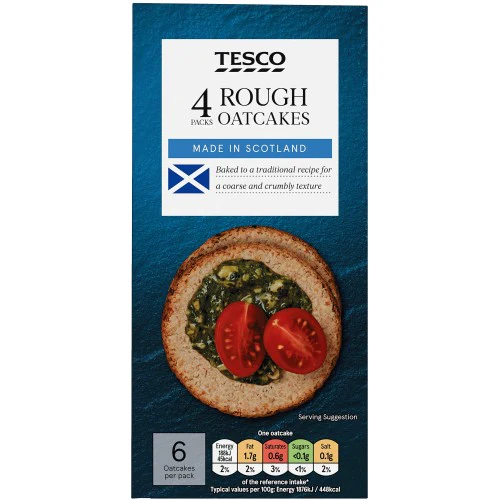 TESCO
4 PACKS ROUGH OATCAKES
MADE IN SCOTLAND
Baked to a traditional recipe for
a coarse and crumbly texture
Serving Suggestion
One oatcake
6
Oatcakes
per pack
Energy 188kJ 45kcal 2%
Fat 1.7g 2%
Saturates 0.6g 3%
Sugars <0.1g <1%
Salt 0.1g 2%
of the reference intake*
Typical values per 100g: Energy 1876kJ / 448kcal